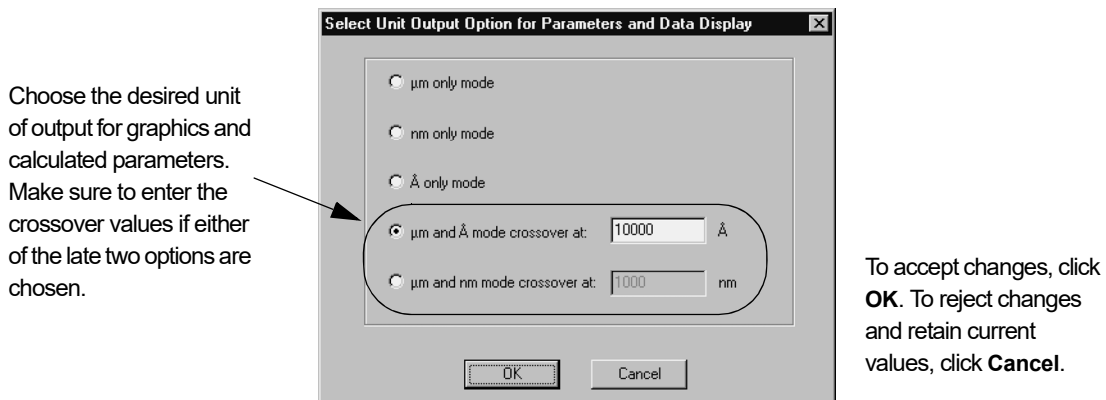 Select Unit Output Option for Parameters and Data Display
Choose the desired unit
of output for graphics and
calculated parameters.
Make sure to enter the
crossover values if either
of the late two options are
chosen.
µm only mode
nm only mode
Å only mode
µm and Å mode crossover at: 10000 Å
µm and nm mode crossover at: 1000 nm
OK Cancel
To accept changes, click
OK. To reject changes
and retain current
values, click Cancel.